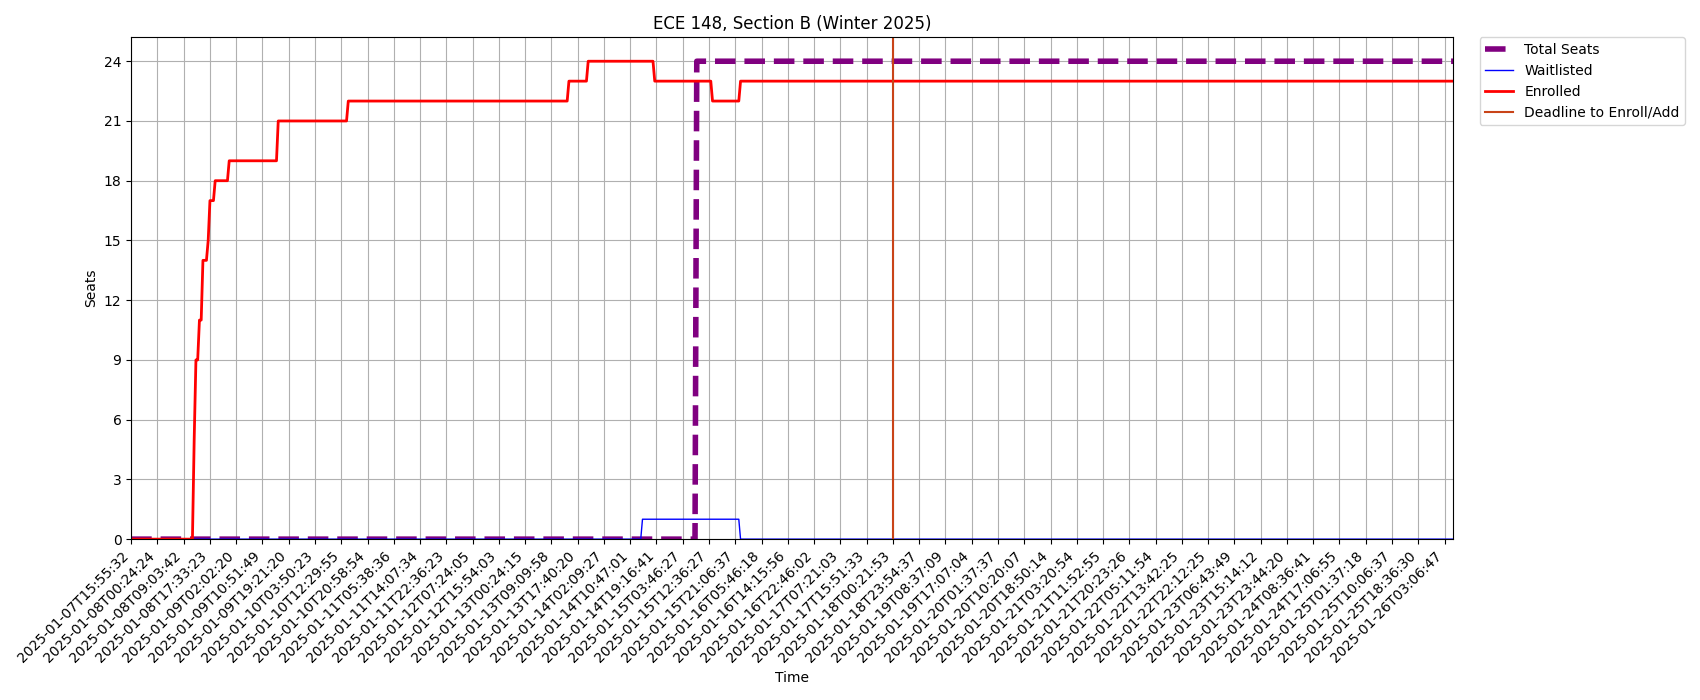 ECE 148, Section B (Winter 2025)
24
21
18
15
12
9
6
3
0
Seats
Total Seats
Waitlisted
Enrolled
Deadline to Enroll/Add
2025-01-07T15:55:32
2025-01-08T00:24:24
2025-01-08T09:03:42
2025-01-08T17:33:23
2025-01-09T02:02:20
2025-01-09T10:51:49
2025-01-09T19:21:20
2025-01-10T03:50:23
2025-01-10T12:29:55
2025-01-10T20:58:54
2025-01-11T05:38:36
2025-01-11T14:07:34
2025-01-11T22:36:23
2025-01-12T07:24:05
2025-01-12T15:54:03
2025-01-13T00:24:15
2025-01-13T09:09:58
2025-01-13T17:40:20
2025-01-14T02:09:27
2025-01-14T10:47:01
2025-01-14T19:16:41
2025-01-15T03:46:27
2025-01-15T12:36:27
2025-01-15T21:06:37
2025-01-16T05:46:18
2025-01-16T14:15:56
2025-01-16T22:46:02
2025-01-17T07:21:03
2025-01-17T15:51:33
2025-01-18T00:21:53
2025-01-18T23:54:37
2025-01-19T08:37:09
2025-01-19T17:07:04
2025-01-20T01:37:37
2025-01-20T10:20:07
2025-01-20T18:50:14
2025-01-21T03:20:54
2025-01-21T11:52:55
2025-01-21T20:23:26
2025-01-22T05:11:54
2025-01-22T13:42:25
2025-01-22T22:12:25
2025-01-23T06:43:49
2025-01-23T15:14:12
2025-01-23T23:44:20
2025-01-24T08:36:41
2025-01-24T17:06:55
2025-01-25T01:37:18
2025-01-25T10:06:37
2025-01-25T18:36:30
2025-01-26T03:06:47
Time